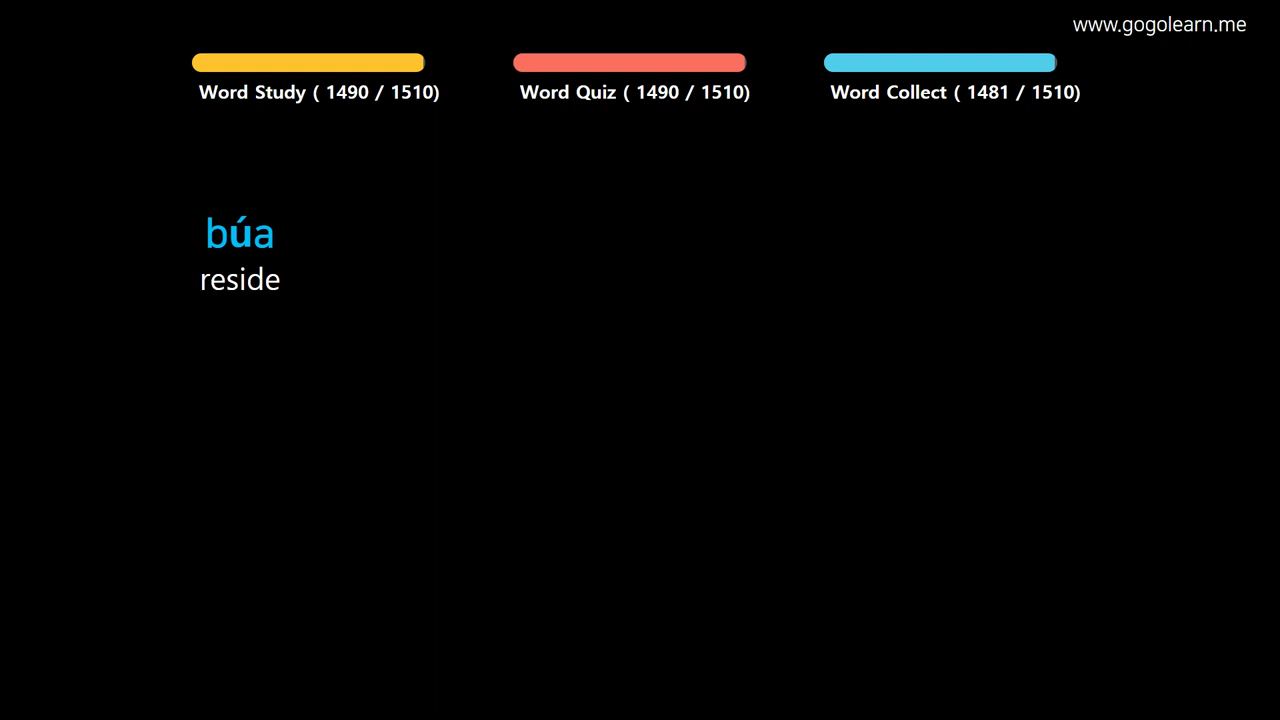 www.gogolearn.me
Word Study ( 1490 / 1510)
Word Quiz ( 1490 / 1510)
Word Collect ( 1481 / 1510)
búa
reside